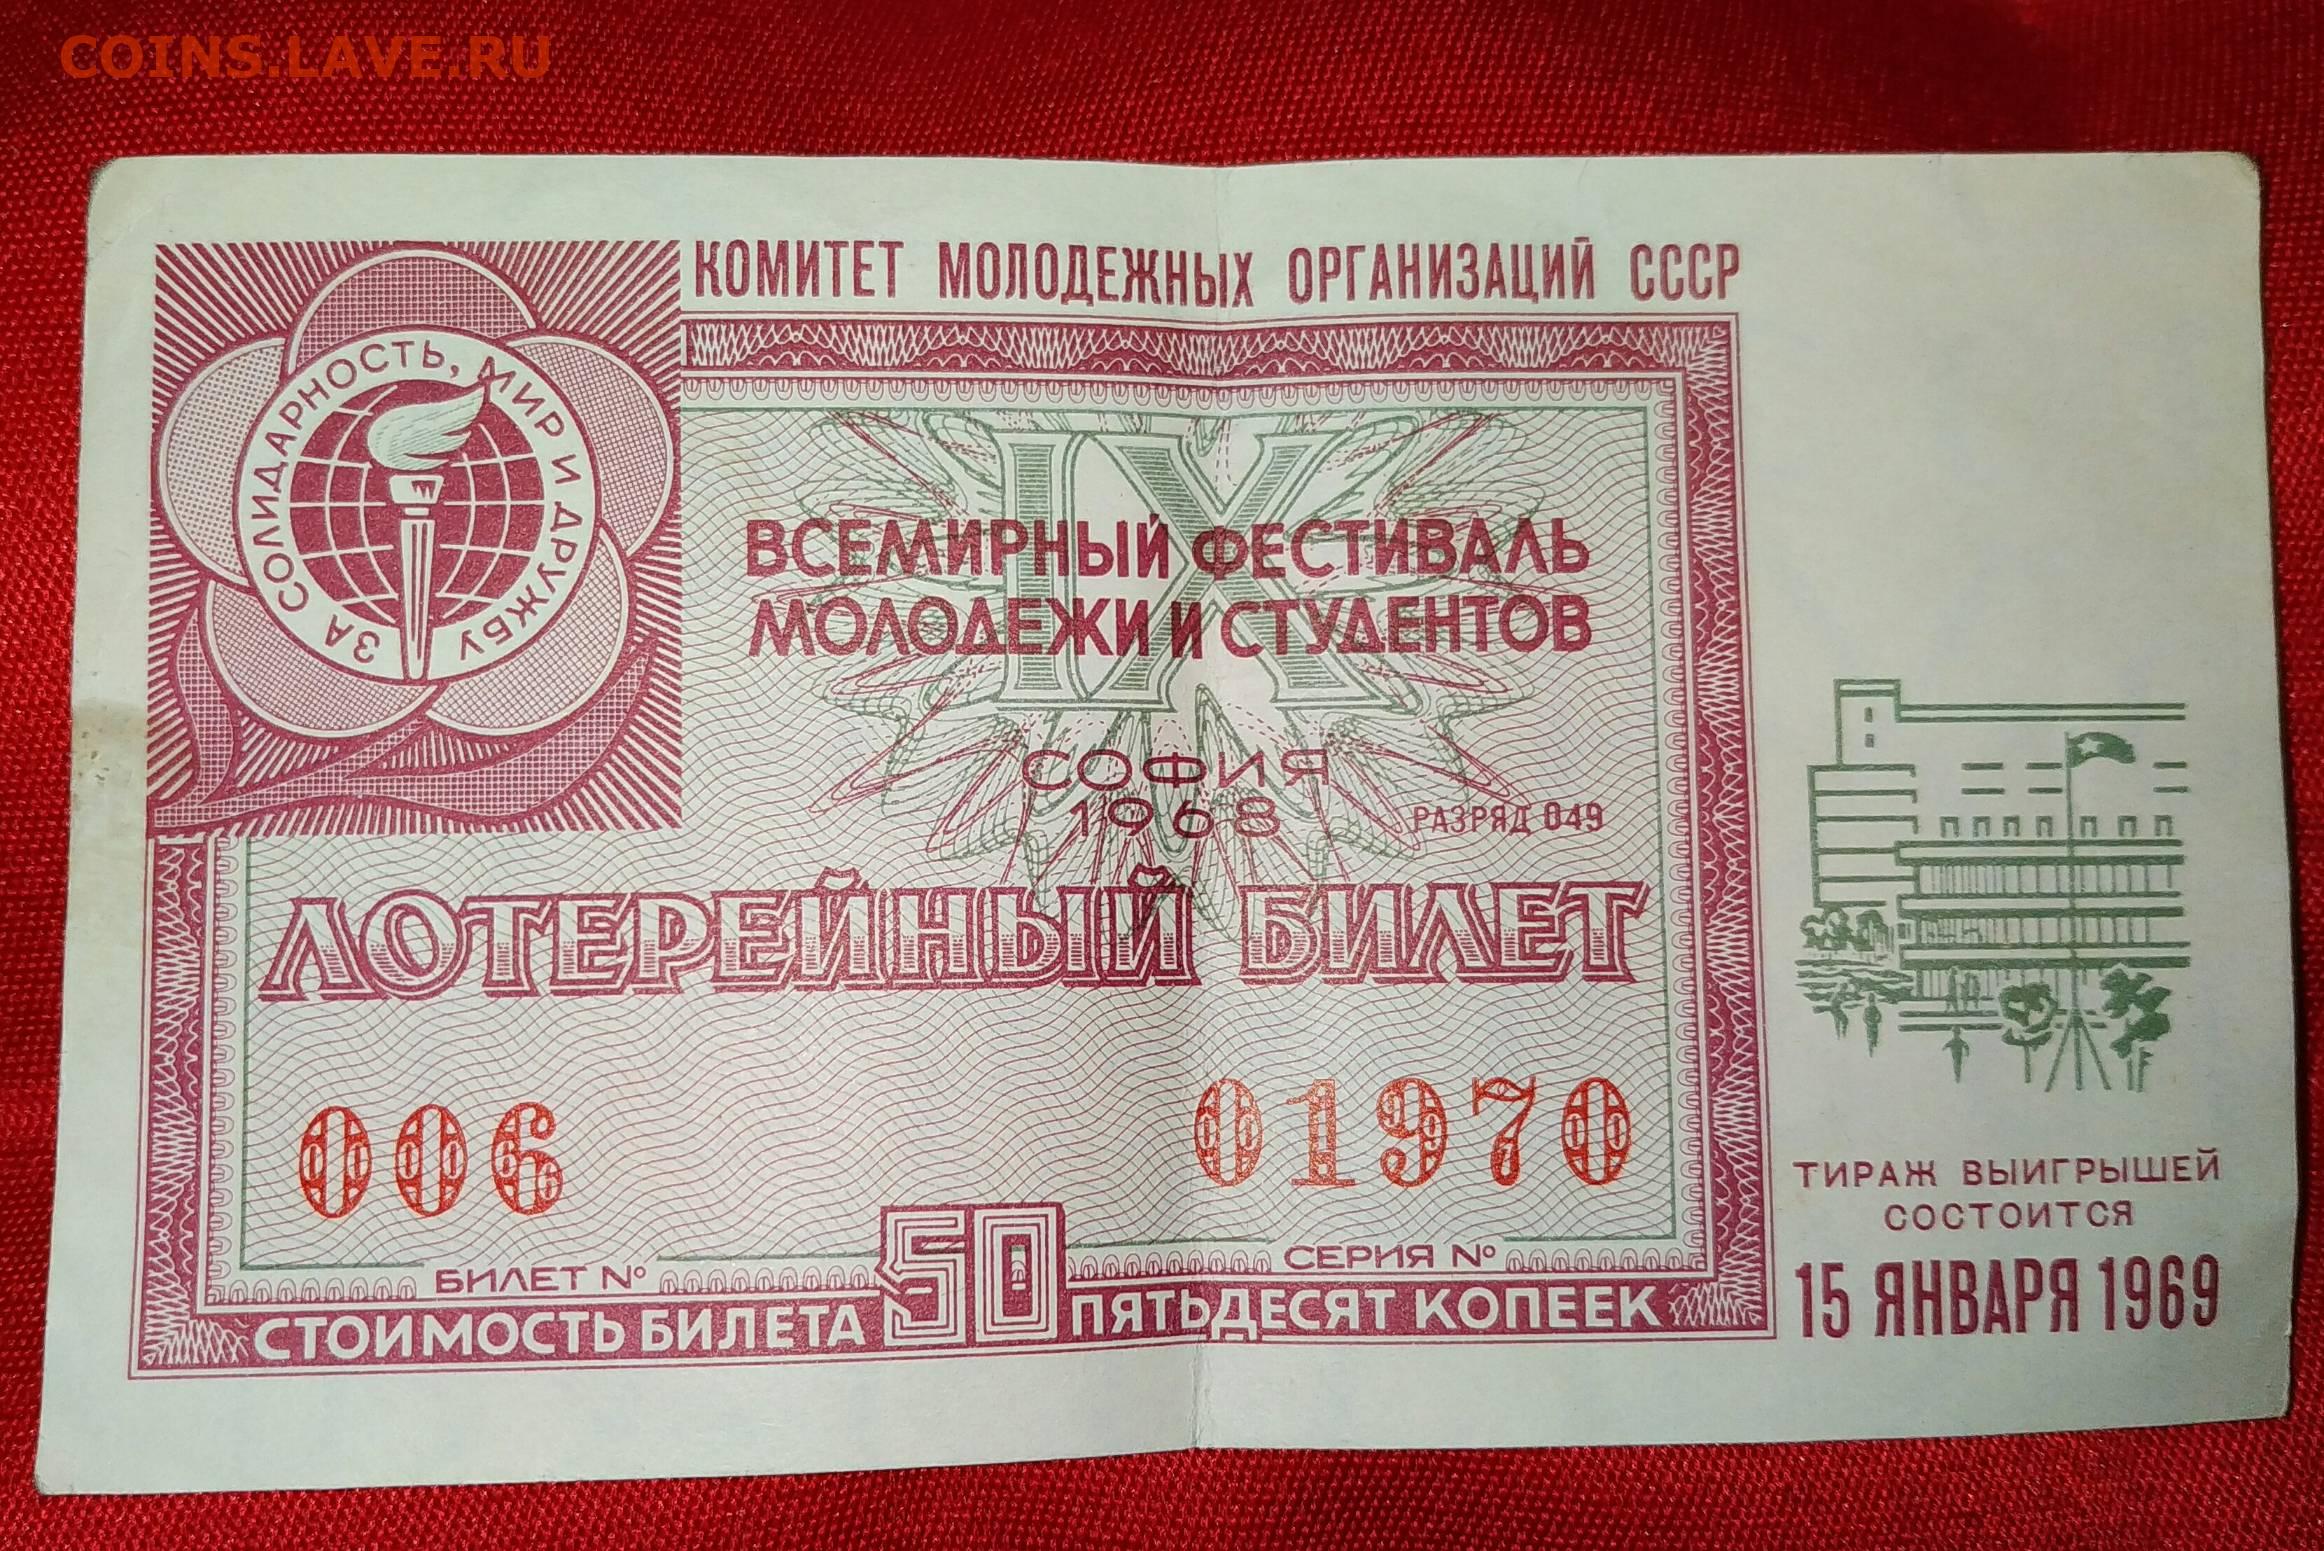 COINS.LAVE.RU
КОМИТЕТ МОЛОДЕЖНЫХ ОРГАНИЗАЦИЙ СССР
ЗА СОЛИДАРНОСТЬ, МИР И ДРУЖБУ
IX
ВСЕМИРНЫЙ ФЕСТИВАЛЬ
МОЛОДЕЖИ И СТУДЕНТОВ
СОФИЯ
1968
РАЗРЯД 049
ЛОТЕРЕЙНЫЙ БИЛЕТ
006 01970
БИЛЕТ № СЕРИЯ №
СТОИМОСТЬ БИЛЕТА 50 ПЯТЬДЕСЯТ КОПЕЕК
ТИРАЖ ВЫИГРЫШЕЙ
СОСТОИТСЯ
15 ЯНВАРЯ 1969